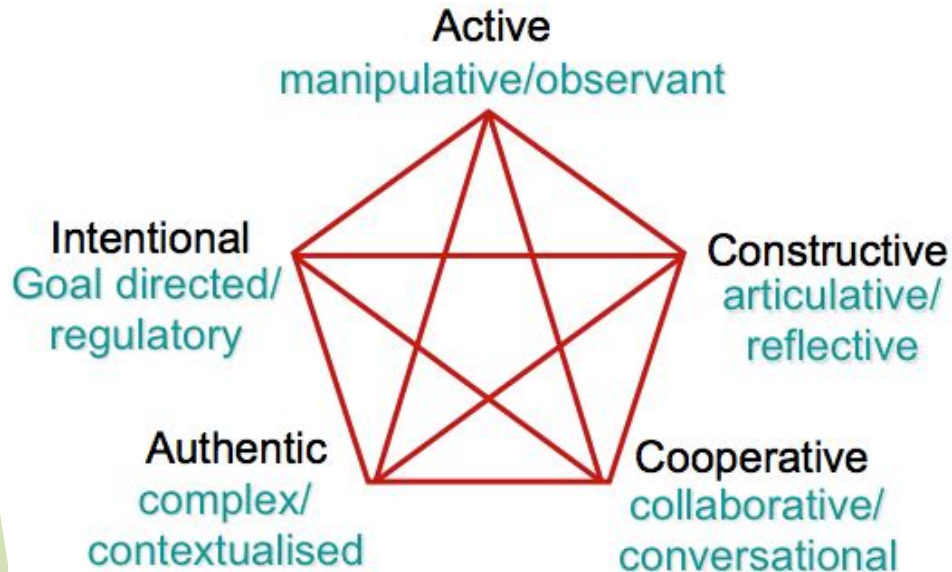 Active
manipulative/observant
Intentional
Goal directed/
regulatory
Constructive
articulative/
reflective
Authentic
complex/
contextualised
Cooperative
collaborative/
conversational